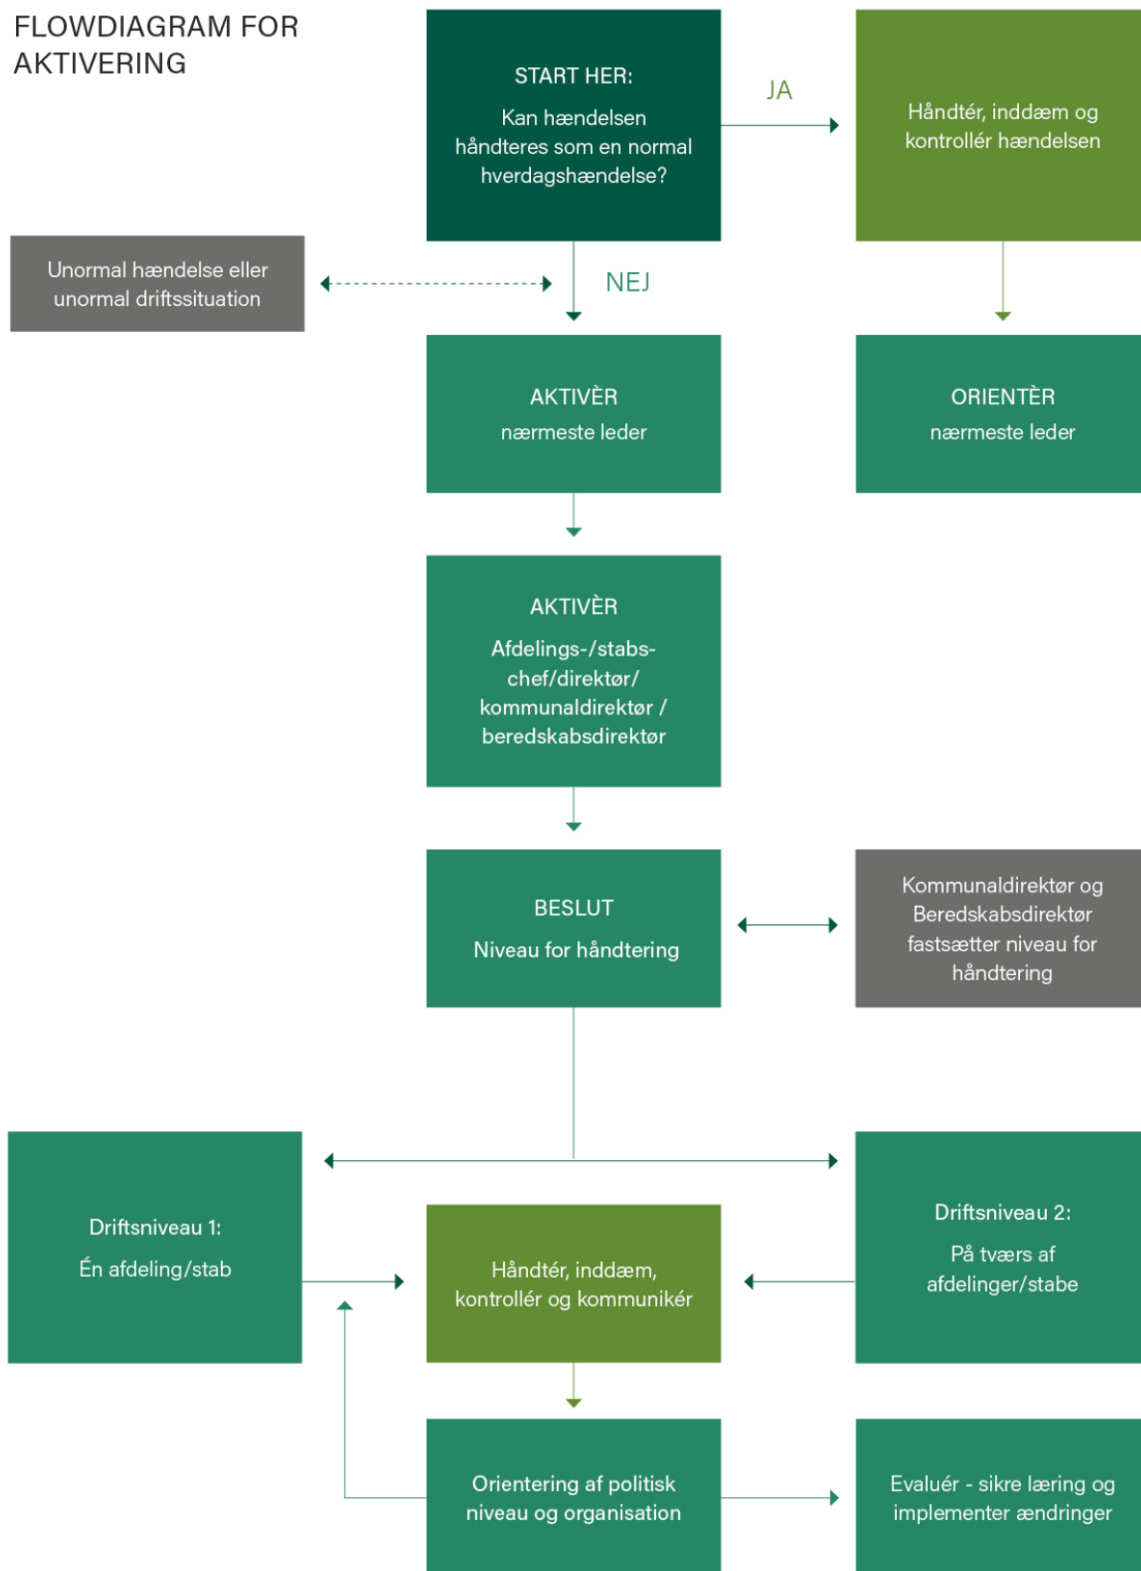 FLOWDIAGRAM FOR
AKTIVERING
START HER:
Kan hændelsen
håndteres som en normal
hverdagshændelse?
JA
Håndtér, inddæm og
kontrollér hændelsen
Unormal hændelse eller
unormal driftssituation
NEJ
AKTIVÈR
nærmeste leder
ORIENTÈR
nærmeste leder
AKTIVÈR
Afdelings-/stabs-
chef/direktør/
kommunaldirektør /
beredskabsdirektør
BESLUT
Niveau for håndtering
Kommunaldirektør og
Beredskabsdirektør
fastsætter niveau for
håndtering
Driftsniveau 1:
Én afdeling/stab
Håndtér, inddæm,
kontrollér og kommunikér
Driftsniveau 2:
På tværs af
afdelinger/stabe
Orientering af politisk
niveau og organisation
Evaluér - sikre læring og
implementer ændringer